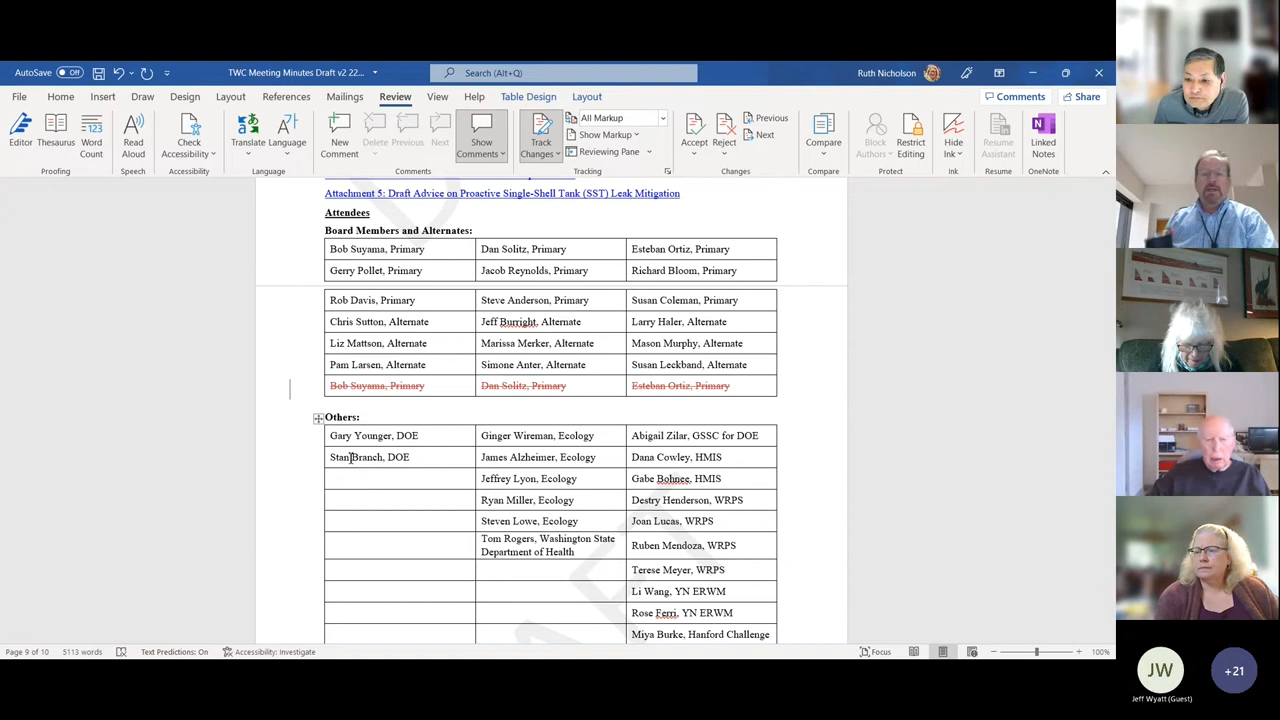 AutoSave Off TWC Meeting Minutes Draft v2 22... Search (Alt+Q) Ruth Nicholson
File Home Insert Draw Design Layout References Mailings Review View Help Table Design Layout Comments Share
Editor Thesaurus Word Count Read Aloud Check Accessibility Translate Language New Comment Delete Previous Next Show Comments Track Changes All Markup Show Markup Reviewing Pane Accept Reject Previous Next Compare Block Authors Restrict Editing Hide Ink Resume Assistant Linked Notes
Proofing Speech Accessibility Language Comments Tracking Changes Compare Protect Ink Resume OneNote
Attachment 5: Draft Advice on Proactive Single-Shell Tank (SST) Leak Mitigation
Attendees
Board Members and Alternates:
Bob Suyama, Primary Dan Solitz, Primary Esteban Ortiz, Primary
Gerry Pollet, Primary Jacob Reynolds, Primary Richard Bloom, Primary
Rob Davis, Primary Steve Anderson, Primary Susan Coleman, Primary
Chris Sutton, Alternate Jeff Burright, Alternate Larry Haler, Alternate
Liz Mattson, Alternate Marissa Merker, Alternate Mason Murphy, Alternate
Pam Larsen, Alternate Simone Anter, Alternate Susan Leckband, Alternate
Bob Suyama, Primary Dan Solitz, Primary Esteban Ortiz, Primary
Others:
Gary Younger, DOE Ginger Wireman, Ecology Abigail Zilar, GSSC for DOE
Stan Branch, DOE James Alzheimer, Ecology Dana Cowley, HMIS
Jeffrey Lyon, Ecology Gabe Bohnee, HMIS
Ryan Miller, Ecology Destry Henderson, WRPS
Steven Lowe, Ecology Joan Lucas, WRPS
Tom Rogers, Washington State Department of Health Ruben Mendoza, WRPS
Terese Meyer, WRPS
Li Wang, YN ERWM
Rose Ferri, YN ERWM
Miya Burke, Hanford Challenge
Page 9 of 10 5113 words Text Predictions: On Accessibility: Investigate Focus 100%
JW +21
Jeff Wyatt (Guest)